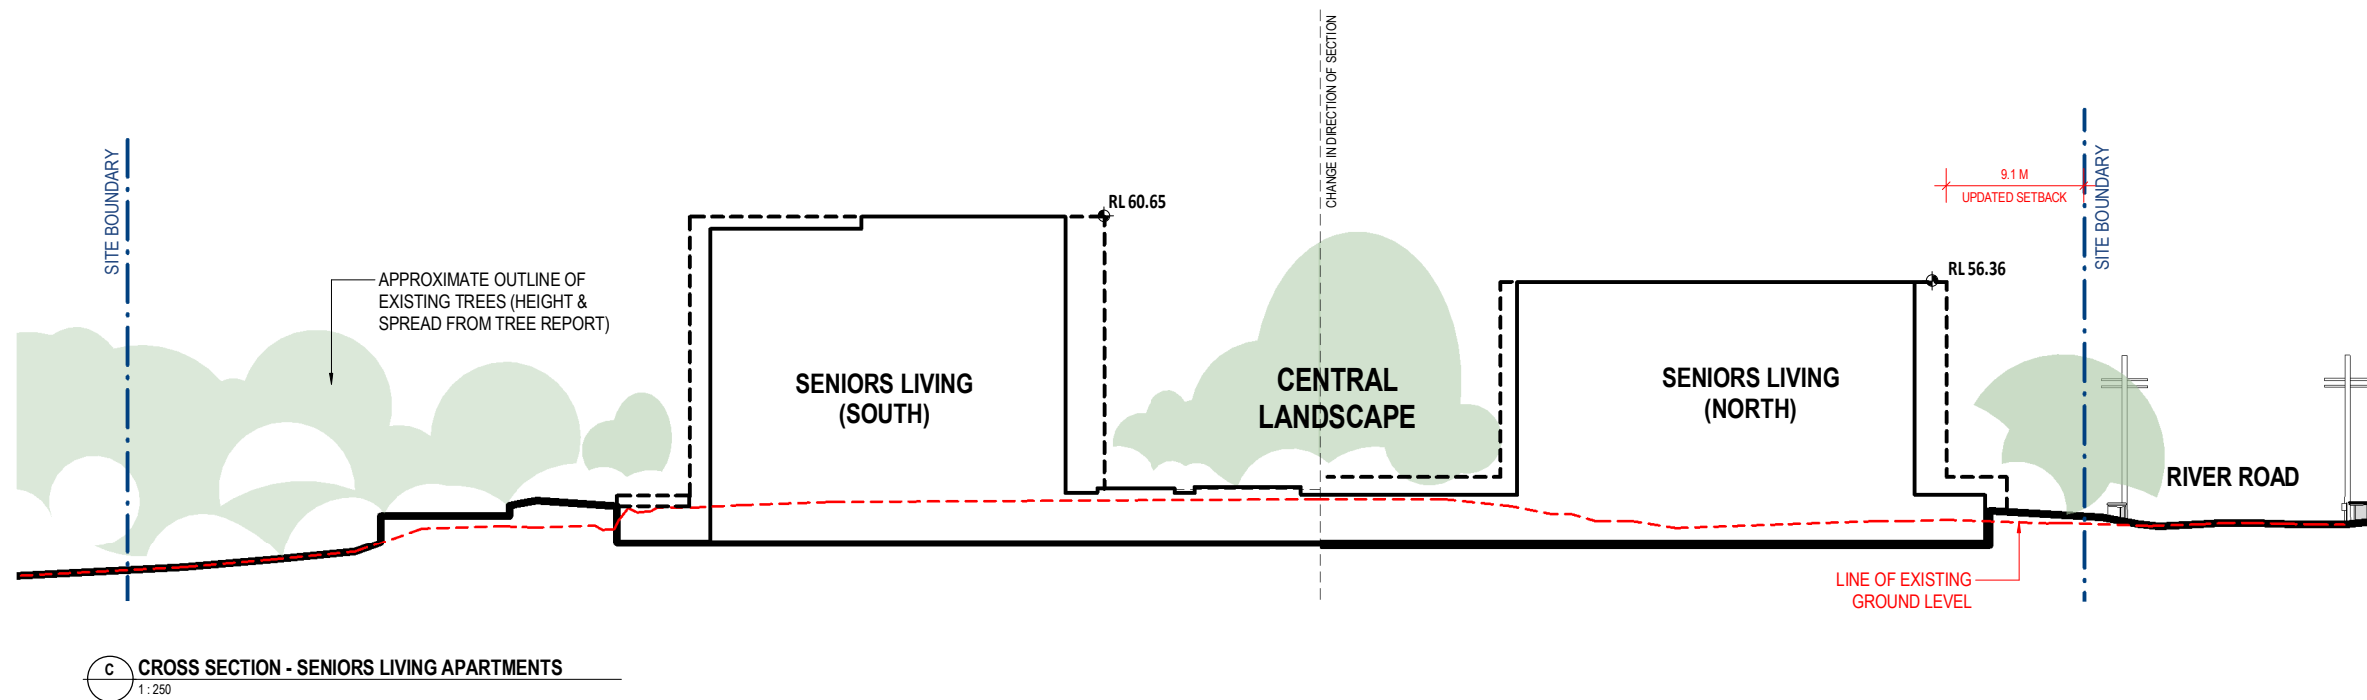 CHANGE IN DIRECTION OF SECTION
SITE BOUNDARY
SITE BOUNDARY
9.1 M
UPDATED SETBACK
RL 60.65
RL 56.36
APPROXIMATE OUTLINE OF
EXISTING TREES (HEIGHT &
SPREAD FROM TREE REPORT)
SENIORS LIVING
(SOUTH)
CENTRAL
LANDSCAPE
SENIORS LIVING
(NORTH)
RIVER ROAD
LINE OF EXISTING
GROUND LEVEL
C CROSS SECTION - SENIORS LIVING APARTMENTS
1 : 250